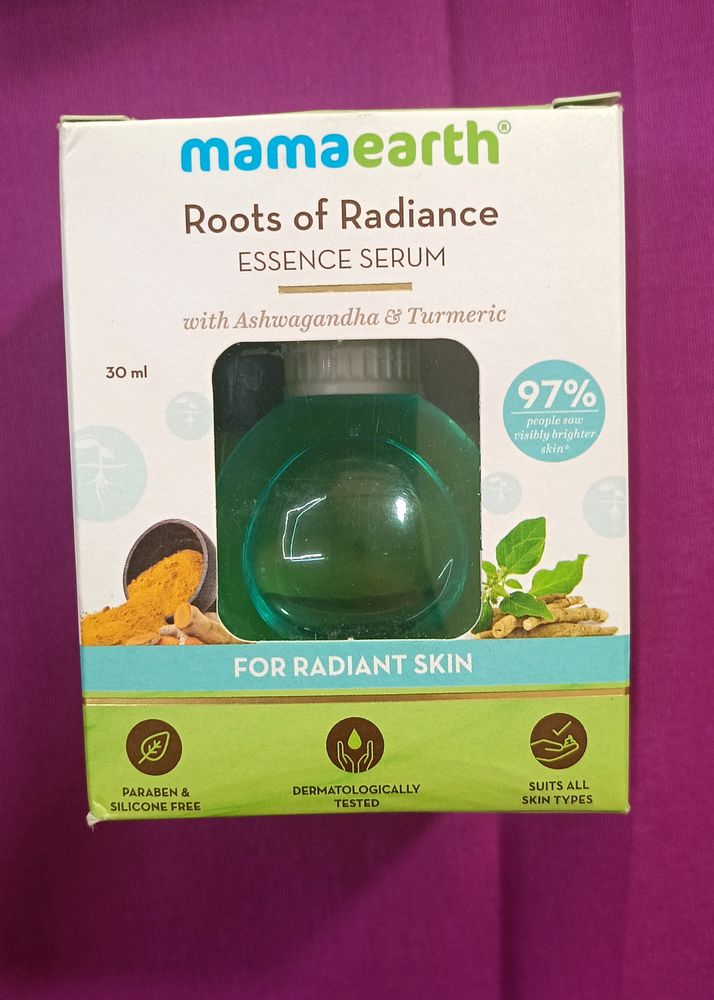 mamaearth®
Roots of Radiance
ESSENCE SERUM
with Ashwagandha & Turmeric
30 ml
97%
people saw
visibly brighter
skin*
FOR RADIANT SKIN
PARABEN &
SILICONE FREE
DERMATOLOGICALLY
TESTED
SUITS ALL
SKIN TYPES